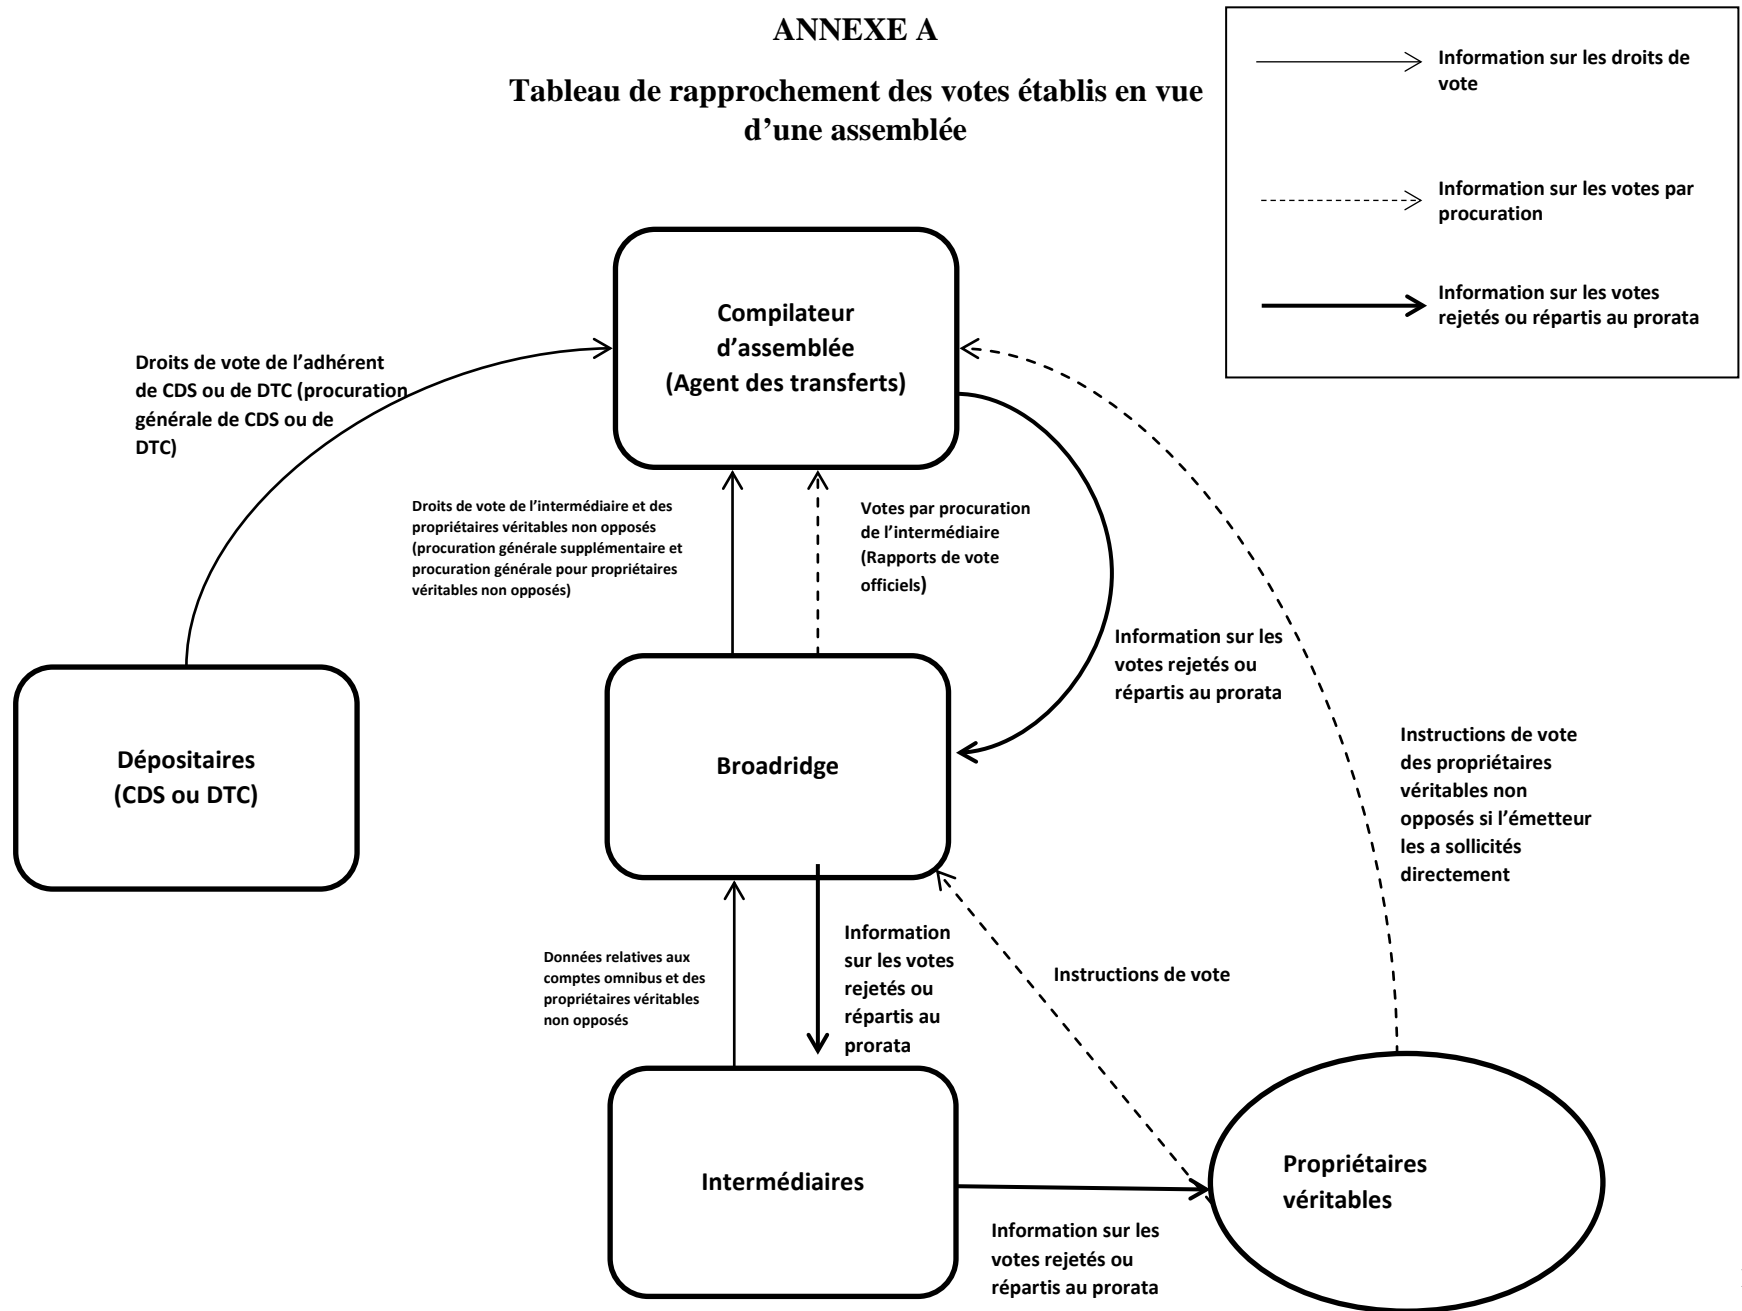 ANNEXE A
Tableau de rapprochement des votes établis en vue
d’une assemblée
Information sur les droits de
vote
Information sur les votes par
procuration
Information sur les votes
rejetés ou répartis au prorata
Compilateur
d’assemblée
(Agent des transferts)
Droits de vote de l’adhérent
de CDS ou de DTC (procuration
générale de CDS ou de
DTC)
Droits de vote de l’intermédiaire et des
propriétaires véritables non opposés
(procuration générale supplémentaire et
procuration générale pour propriétaires
véritables non opposés)
Votes par procuration
de l’intermédiaire
(Rapports de vote
officiels)
Information sur les
votes rejetés ou
répartis au prorata
Dépositaires
(CDS ou DTC)
Broadridge
Instructions de vote
des propriétaires
véritables non
opposés si l’émetteur
les a sollicités
directement
Données relatives aux
comptes omnibus et des
propriétaires véritables
non opposés
Information
sur les votes
rejetés ou
répartis au
prorata
Instructions de vote
Intermédiaires
Propriétaires
véritables
Information sur les
votes rejetés ou
répartis au prorata